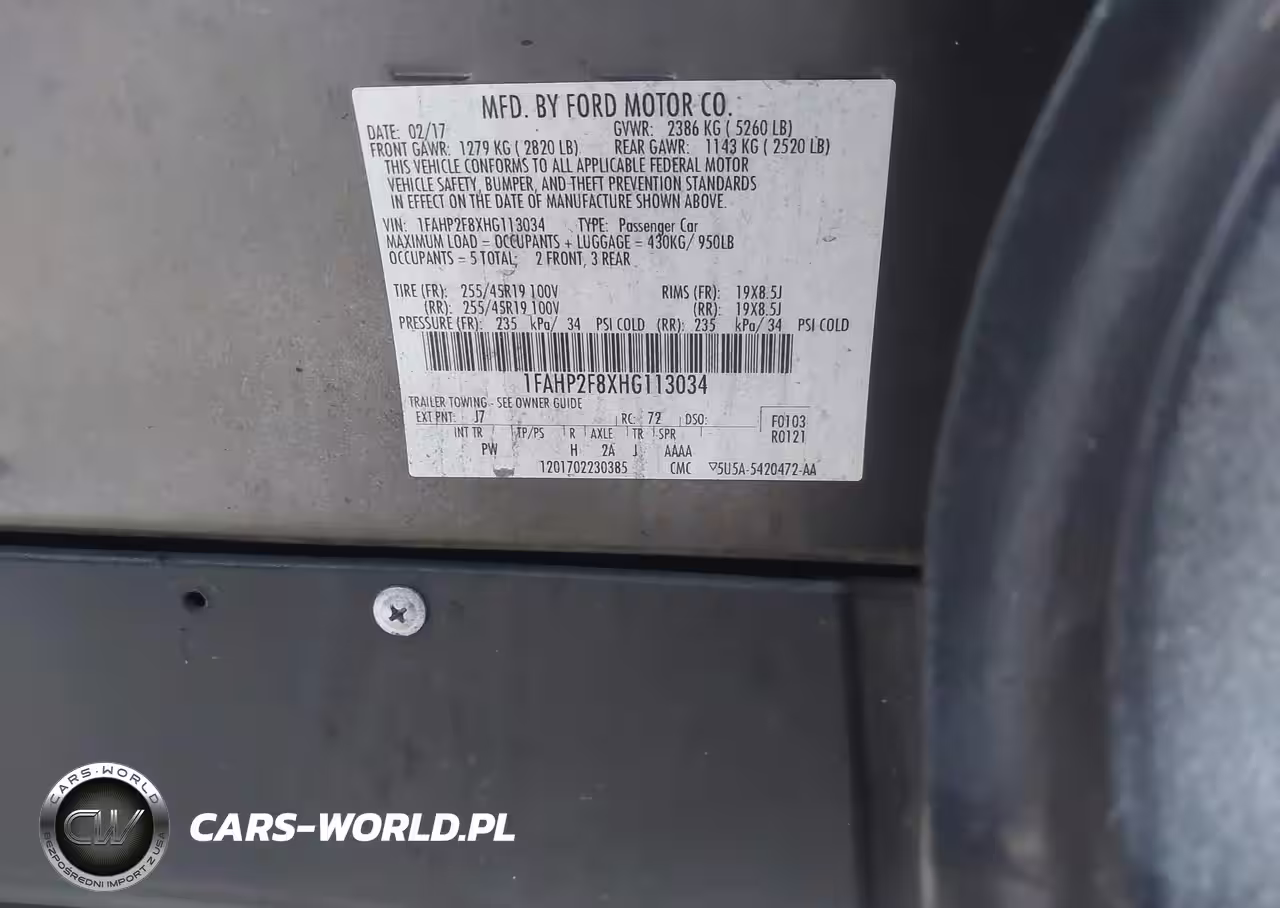 MFD. BY FORD MOTOR CO.
DATE: 02/17 GVWR: 2386 KG ( 5260 LB)
FRONT GAWR: 1279 KG ( 2820 LB) REAR GAWR: 1143 KG ( 2520 LB)
THIS VEHICLE CONFORMS TO ALL APPLICABLE FEDERAL MOTOR
VEHICLE SAFETY, BUMPER, AND THEFT PREVENTION STANDARDS
IN EFFECT ON THE DATE OF MANUFACTURE SHOWN ABOVE.
VIN: 1FAHP2F8XHG113034 TYPE: Passenger Car
MAXIMUM LOAD = OCCUPANTS + LUGGAGE = 430KG/ 950LB
OCCUPANTS = 5 TOTAL; 2 FRONT, 3 REAR
TIRE (FR): 255/45R19 100V RIMS (FR): 19X8.5J
(RR): 255/45R19 100V (RR): 19X8.5J
PRESSURE (FR): 235 kPa/ 34 PSI COLD (RR): 235 kPa/ 34 PSI COLD
1FAHP2F8XHG113034
TRAILER TOWING - SEE OWNER GUIDE
EXT PNT: J7 RC: 72 DSO: F0103
INT TR TP/PS R AXLE TR SPR R0121
PW H 2A J AAAA
1201702230385 CMC ▽5U5A-5420472-AA
CARS-WORLD
CW
BEZPOŚREDNI IMPORT Z USA
CARS-WORLD.PL